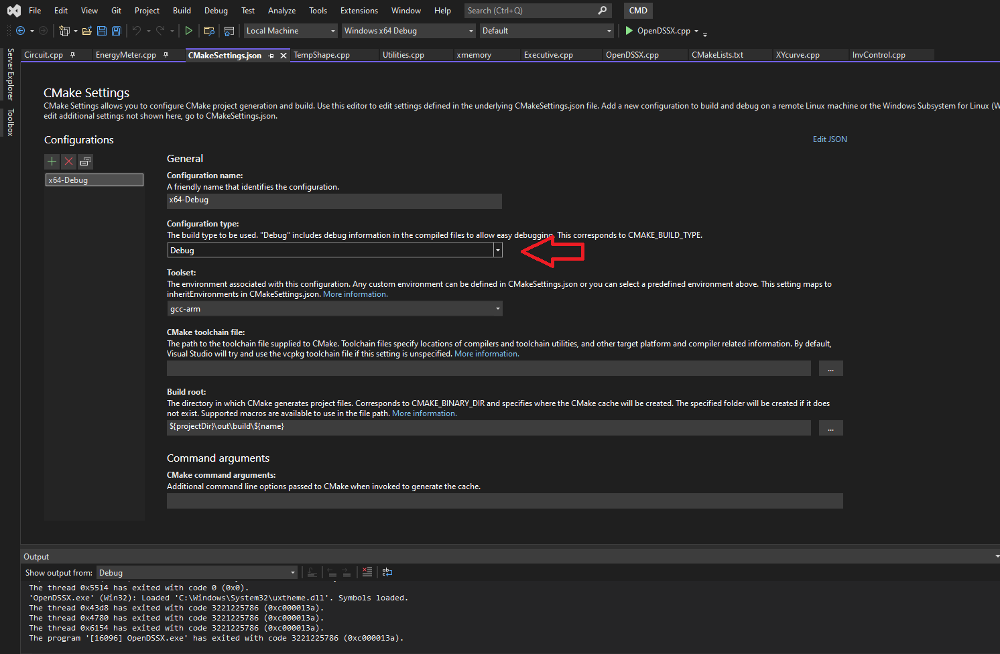 File Edit View Git Project Build Debug Test Analyze Tools Extensions Window Help Search (Ctrl+Q) CMD
Local Machine Windows x64 Debug Default OpenDSSX.cpp
Circuit.cpp EnergyMeter.cpp CMakeSettings.json TempShape.cpp Utilities.cpp xmemory Executive.cpp OpenDSSX.cpp CMakeLists.txt XYcurve.cpp InvControl.cpp
Server Explorer
Toolbox
CMake Settings
CMake Settings allows you to configure CMake project generation and build. Use this editor to edit settings defined in the underlying CMakeSettings.json file. Add a new configuration to build and debug on a remote Linux machine or the Windows Subsystem for Linux (W
edit additional settings not shown here, go to CMakeSettings.json.
Configurations
Edit JSON
x64-Debug
General
Configuration name:
A friendly name that identifies the configuration.
x64-Debug
Configuration type:
The build type to be used. "Debug" includes debug information in the compiled files to allow easy debugging. This corresponds to CMAKE_BUILD_TYPE.
Debug
Toolset:
The environment associated with this configuration. Any custom environment can be defined in CMakeSettings.json or you can select a predefined environment above. This setting maps to
inheritEnvironments in CMakeSettings.json. More information.
gcc-arm
CMake toolchain file:
The path to the toolchain file supplied to CMake. Toolchain files specify locations of compilers and toolchain utilities, and other target platform and compiler related information. By default,
Visual Studio will try and use the vcpkg toolchain file if this setting is unspecified. More information.
...
Build root:
The directory in which CMake generates project files. Corresponds to CMAKE_BINARY_DIR and specifies where the CMake cache will be created. The specified folder will be created if it does
not exist. Supported macros are available to use in the file path. More information.
${projectDir}\out\build\${name}
...
Command arguments
CMake command arguments:
Additional command line options passed to CMake when invoked to generate the cache.
Output
Show output from: Debug
The thread 0x5514 has exited with code 0 (0x0).
'OpenDSSX.exe' (Win32): Loaded 'C:\Windows\System32\uxtheme.dll'. Symbols loaded.
The thread 0x43d8 has exited with code 3221225786 (0xc000013a).
The thread 0x4780 has exited with code 3221225786 (0xc000013a).
The thread 0x6154 has exited with code 3221225786 (0xc000013a).
The program '[16096] OpenDSSX.exe' has exited with code 3221225786 (0xc000013a).